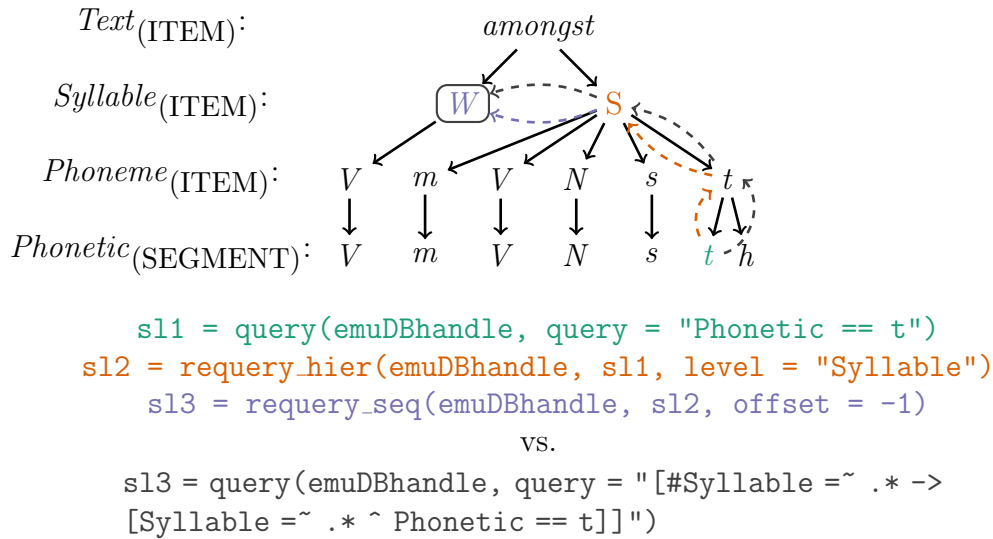 Text(ITEM): amongst
Syllable(ITEM): W S
Phoneme(ITEM): V m V N s t
Phonetic(SEGMENT): V m V N s t h
sl1 = query(emuDBhandle, query = "Phonetic == t")
sl2 = requery_hier(emuDBhandle, sl1, level = "Syllable")
sl3 = requery_seq(emuDBhandle, sl2, offset = -1)
vs.
sl3 = query(emuDBhandle, query = "[#Syllable =~ .* ->
[Syllable =~ .* ^ Phonetic == t]]")